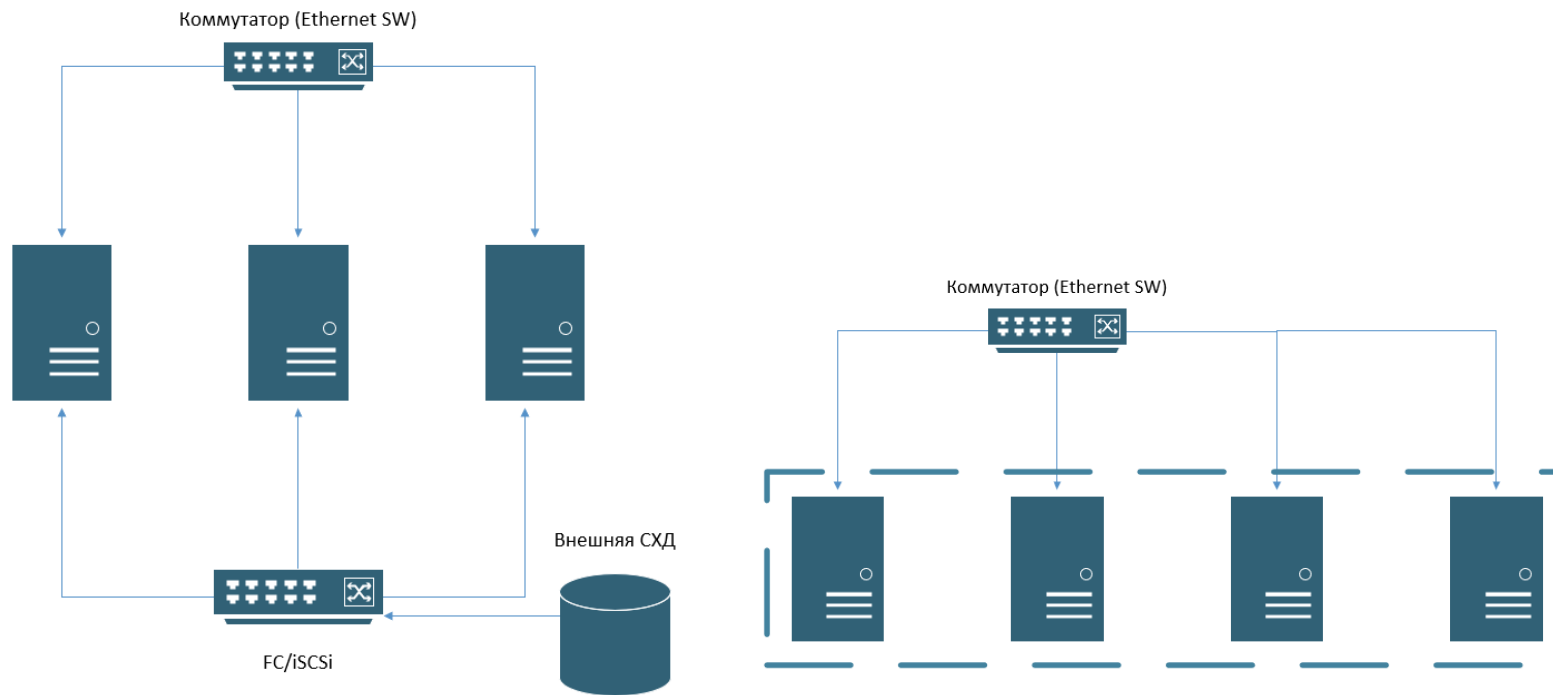 Коммутатор (Ethernet SW)
Коммутатор (Ethernet SW)
Внешняя СХД
FC/iSCSi